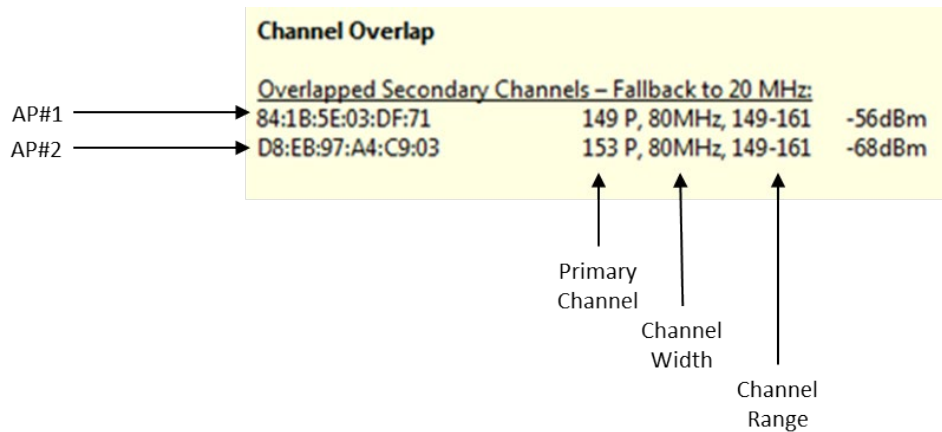 Channel Overlap
Overlapped Secondary Channels – Fallback to 20 MHz:
AP#1 84:1B:5E:03:DF:71 149 P, 80MHz, 149-161 -56dBm
AP#2 D8:EB:97:A4:C9:03 153 P, 80MHz, 149-161 -68dBm
Primary
Channel
Channel
Width
Channel
Range